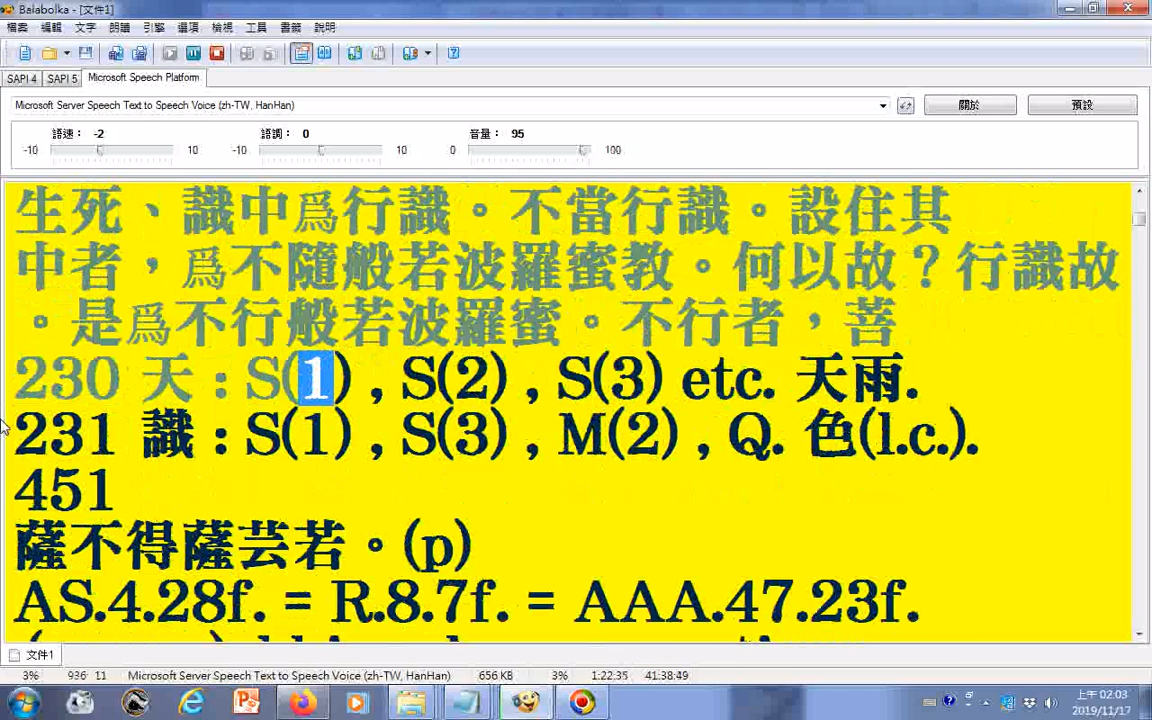 Balabolka - [文件1]
檔案 編輯 文字 朗讀 引擎 選項 檢視 工具 書籤 說明
SAPI 4 SAPI 5 Microsoft Speech Platform
Microsoft Server Speech Text to Speech Voice (zh-TW, HanHan) 關於 預設
語速： -2 語調： 0 音量： 95
-10 10 -10 10 0 100
生死、識中爲行識。不當行識。設住其
中者，爲不隨般若波羅蜜教。何以故？行識故
。是爲不行般若波羅蜜。不行者，菩
230 天 : S(1) , S(2) , S(3) etc. 天雨.
231 識 : S(1) , S(3) , M(2) , Q. 色(l.c.).
451
薩不得薩芸若。(p)
AS.4.28f. = R.8.7f. = AAA.47.23f.
文件1
3% 936 11 Microsoft Server Speech Text to Speech Voice (zh-TW, HanHan) 656 KB 3% 1:22:35 41:38:49
上午 02:03
2019/11/17